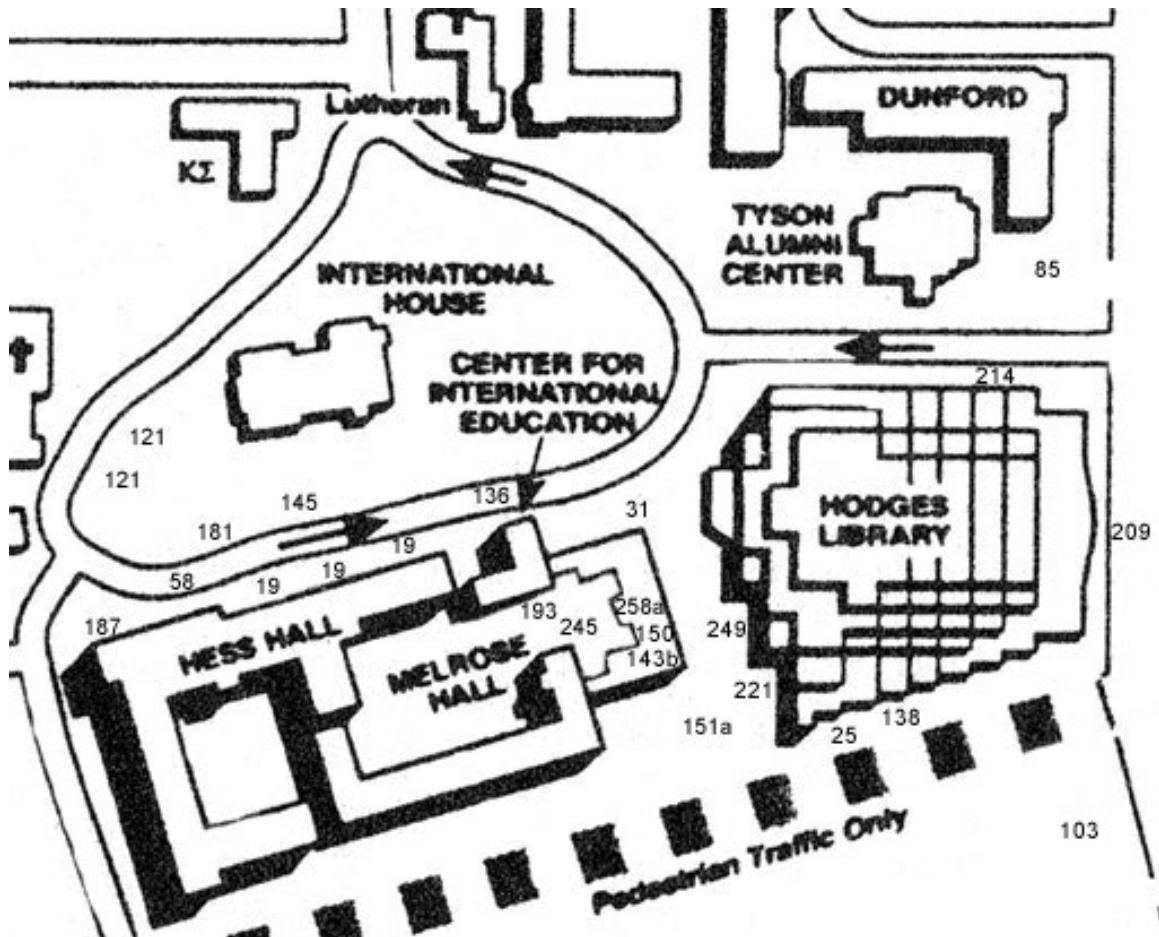 Lutheran
DUNFORD
ΚΣ
TYSON
ALUMNI
CENTER
85
INTERNATIONAL
HOUSE
CENTER FOR
INTERNATIONAL
EDUCATION
214
121
121
145
136
181
31
19
19
19
58
HODGES
LIBRARY
209
187
HESS HALL
193
258a
245
150
143b
MELROSE
HALL
249
221
151a
138
25
103
Pedestrian Traffic Only